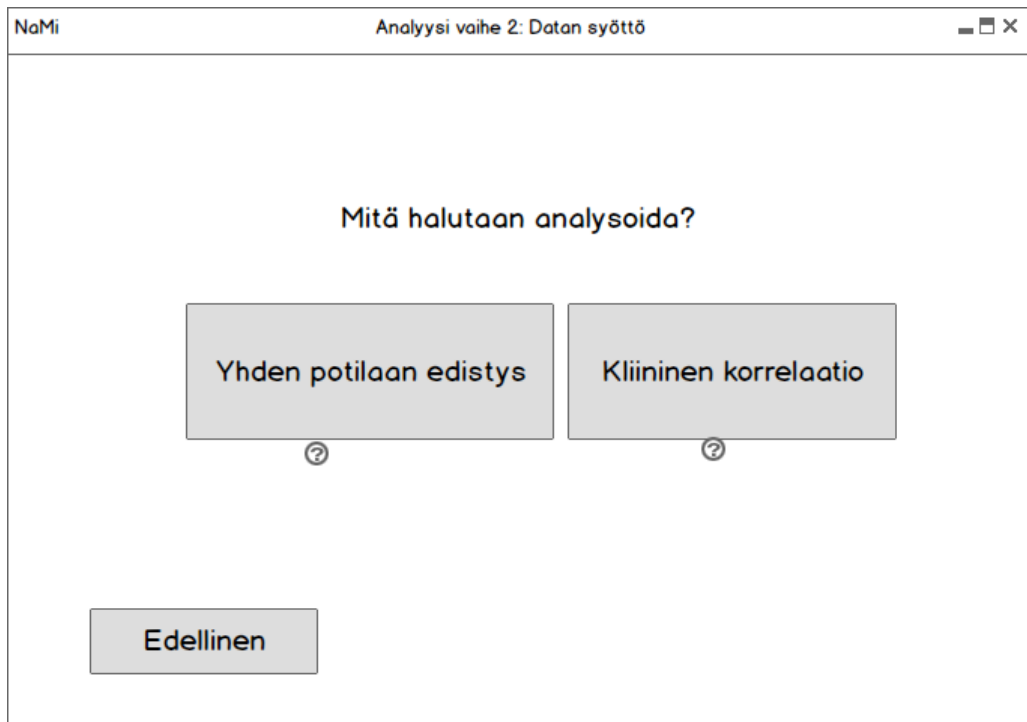 NaMi
Analyysi vaihe 2: Datan syöttö
Mitä halutaan analysoida?
Yhden potilaan edistys
Kliininen korrelaatio
?
?
Edellinen